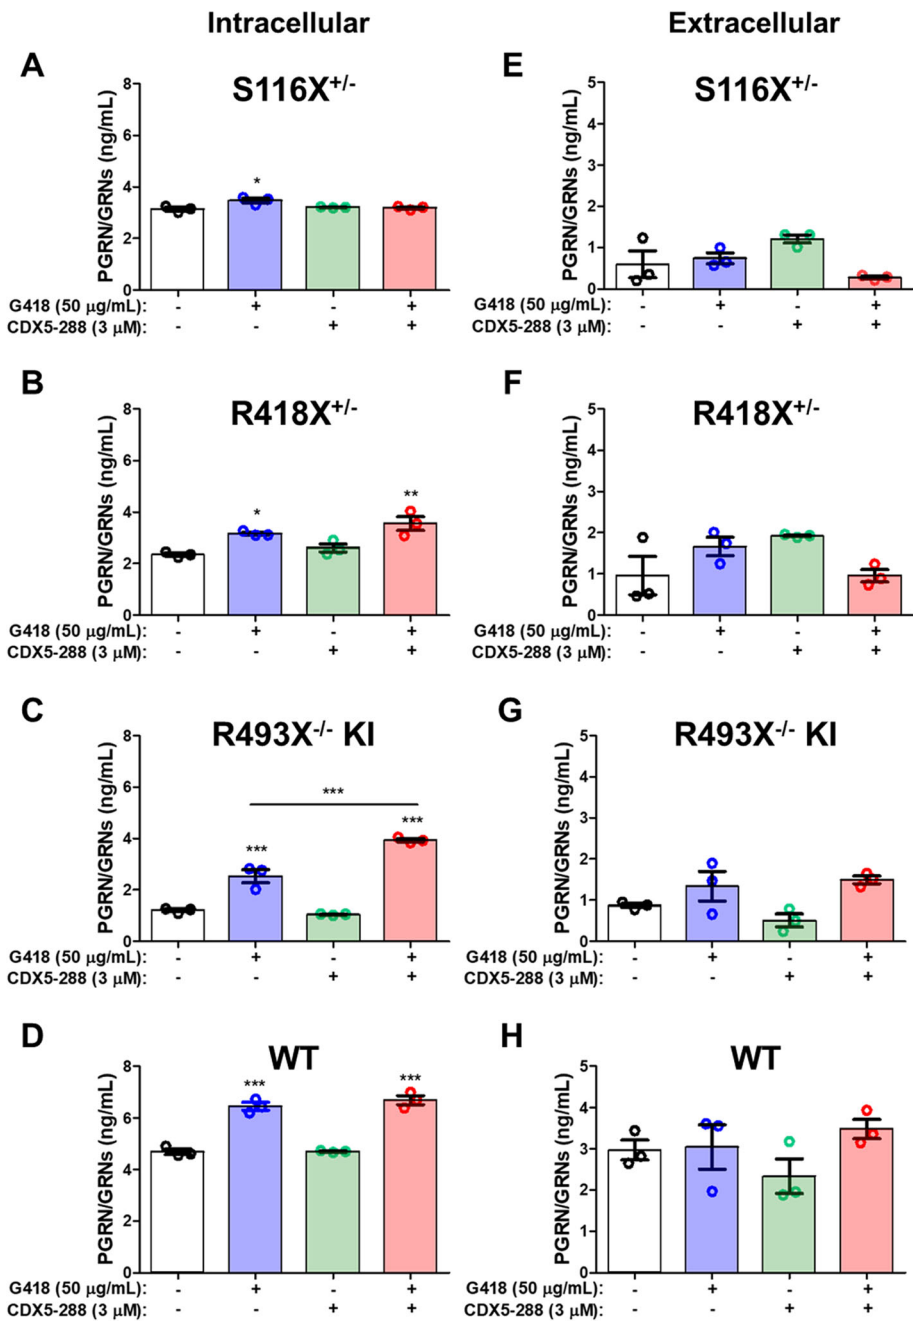 Intracellular
Extracellular
A
S116X+/-
PGRN/GRNs (ng/mL)
8
6
4
2
0
*
G418 (50 μg/mL): - + - +
CDX5-288 (3 μM): - - + +
E
S116X+/-
PGRN/GRNs (ng/mL)
5
4
3
2
1
0
G418 (50 μg/mL): - + - +
CDX5-288 (3 μM): - - + +
B
R418X+/-
PGRN/GRNs (ng/mL)
8
6
4
2
0
* **
G418 (50 μg/mL): - + - +
CDX5-288 (3 μM): - - + +
F
R418X+/-
PGRN/GRNs (ng/mL)
5
4
3
2
1
0
G418 (50 μg/mL): - + - +
CDX5-288 (3 μM): - - + +
C
R493X-/- KI
PGRN/GRNs (ng/mL)
8
6
4
2
0
***
*** ***
G418 (50 μg/mL): - + - +
CDX5-288 (3 μM): - - + +
G
R493X-/- KI
PGRN/GRNs (ng/mL)
5
4
3
2
1
0
G418 (50 μg/mL): - + - +
CDX5-288 (3 μM): - - + +
D
WT
PGRN/GRNs (ng/mL)
8
6
4
2
0
*** ***
G418 (50 μg/mL): - + - +
CDX5-288 (3 μM): - - + +
H
WT
PGRN/GRNs (ng/mL)
5
4
3
2
1
0
G418 (50 μg/mL): - + - +
CDX5-288 (3 μM): - - + +